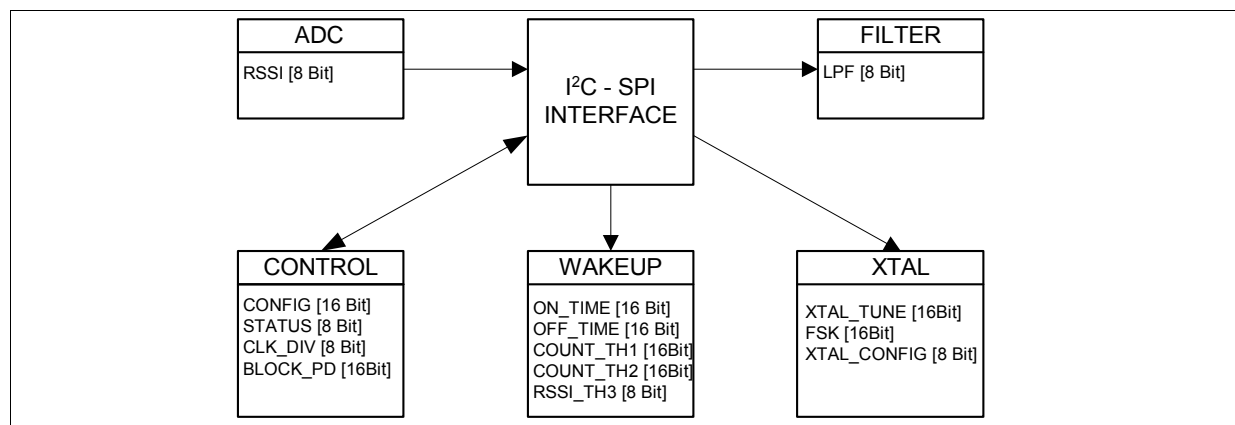 ADC
RSSI [8 Bit]
I²C - SPI
INTERFACE
FILTER
LPF [8 Bit]
CONTROL
CONFIG [16 Bit]
STATUS [8 Bit]
CLK_DIV [8 Bit]
BLOCK_PD [16Bit]
WAKEUP
ON_TIME [16 Bit]
OFF_TIME [16 Bit]
COUNT_TH1 [16Bit]
COUNT_TH2 [16Bit]
RSSI_TH3 [8 Bit]
XTAL
XTAL_TUNE [16Bit]
FSK [16Bit]
XTAL_CONFIG [8 Bit]